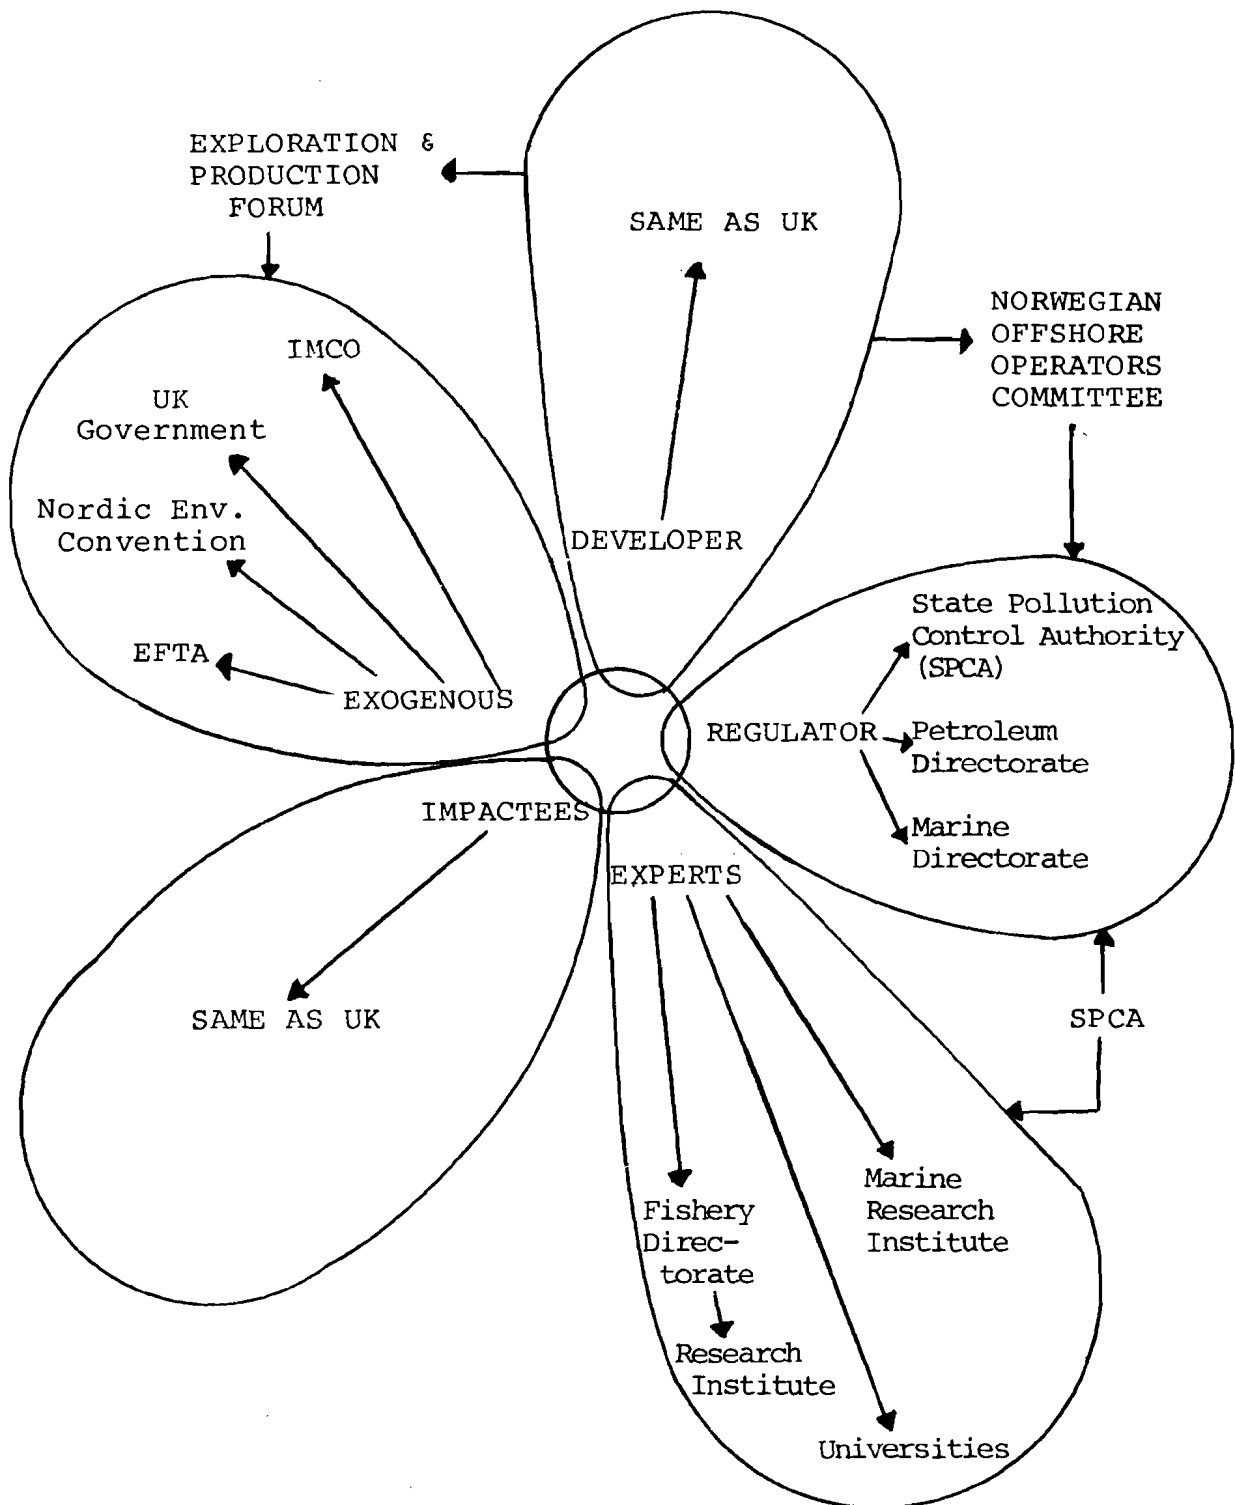 EXPLORATION &
PRODUCTION
FORUM
SAME AS UK
NORWEGIAN
OFFSHORE
OPERATORS
COMMITTEE
IMCO
UK
Government
Nordic Env.
Convention
EFTA
EXOGENOUS
DEVELOPER
State Pollution
Control Authority
(SPCA)
REGULATOR
Petroleum
Directorate
Marine
Directorate
IMPACTEES
SAME AS UK
EXPERTS
SPCA
Marine
Research
Institute
Fishery
Direc-
torate
Research
Institute
Universities